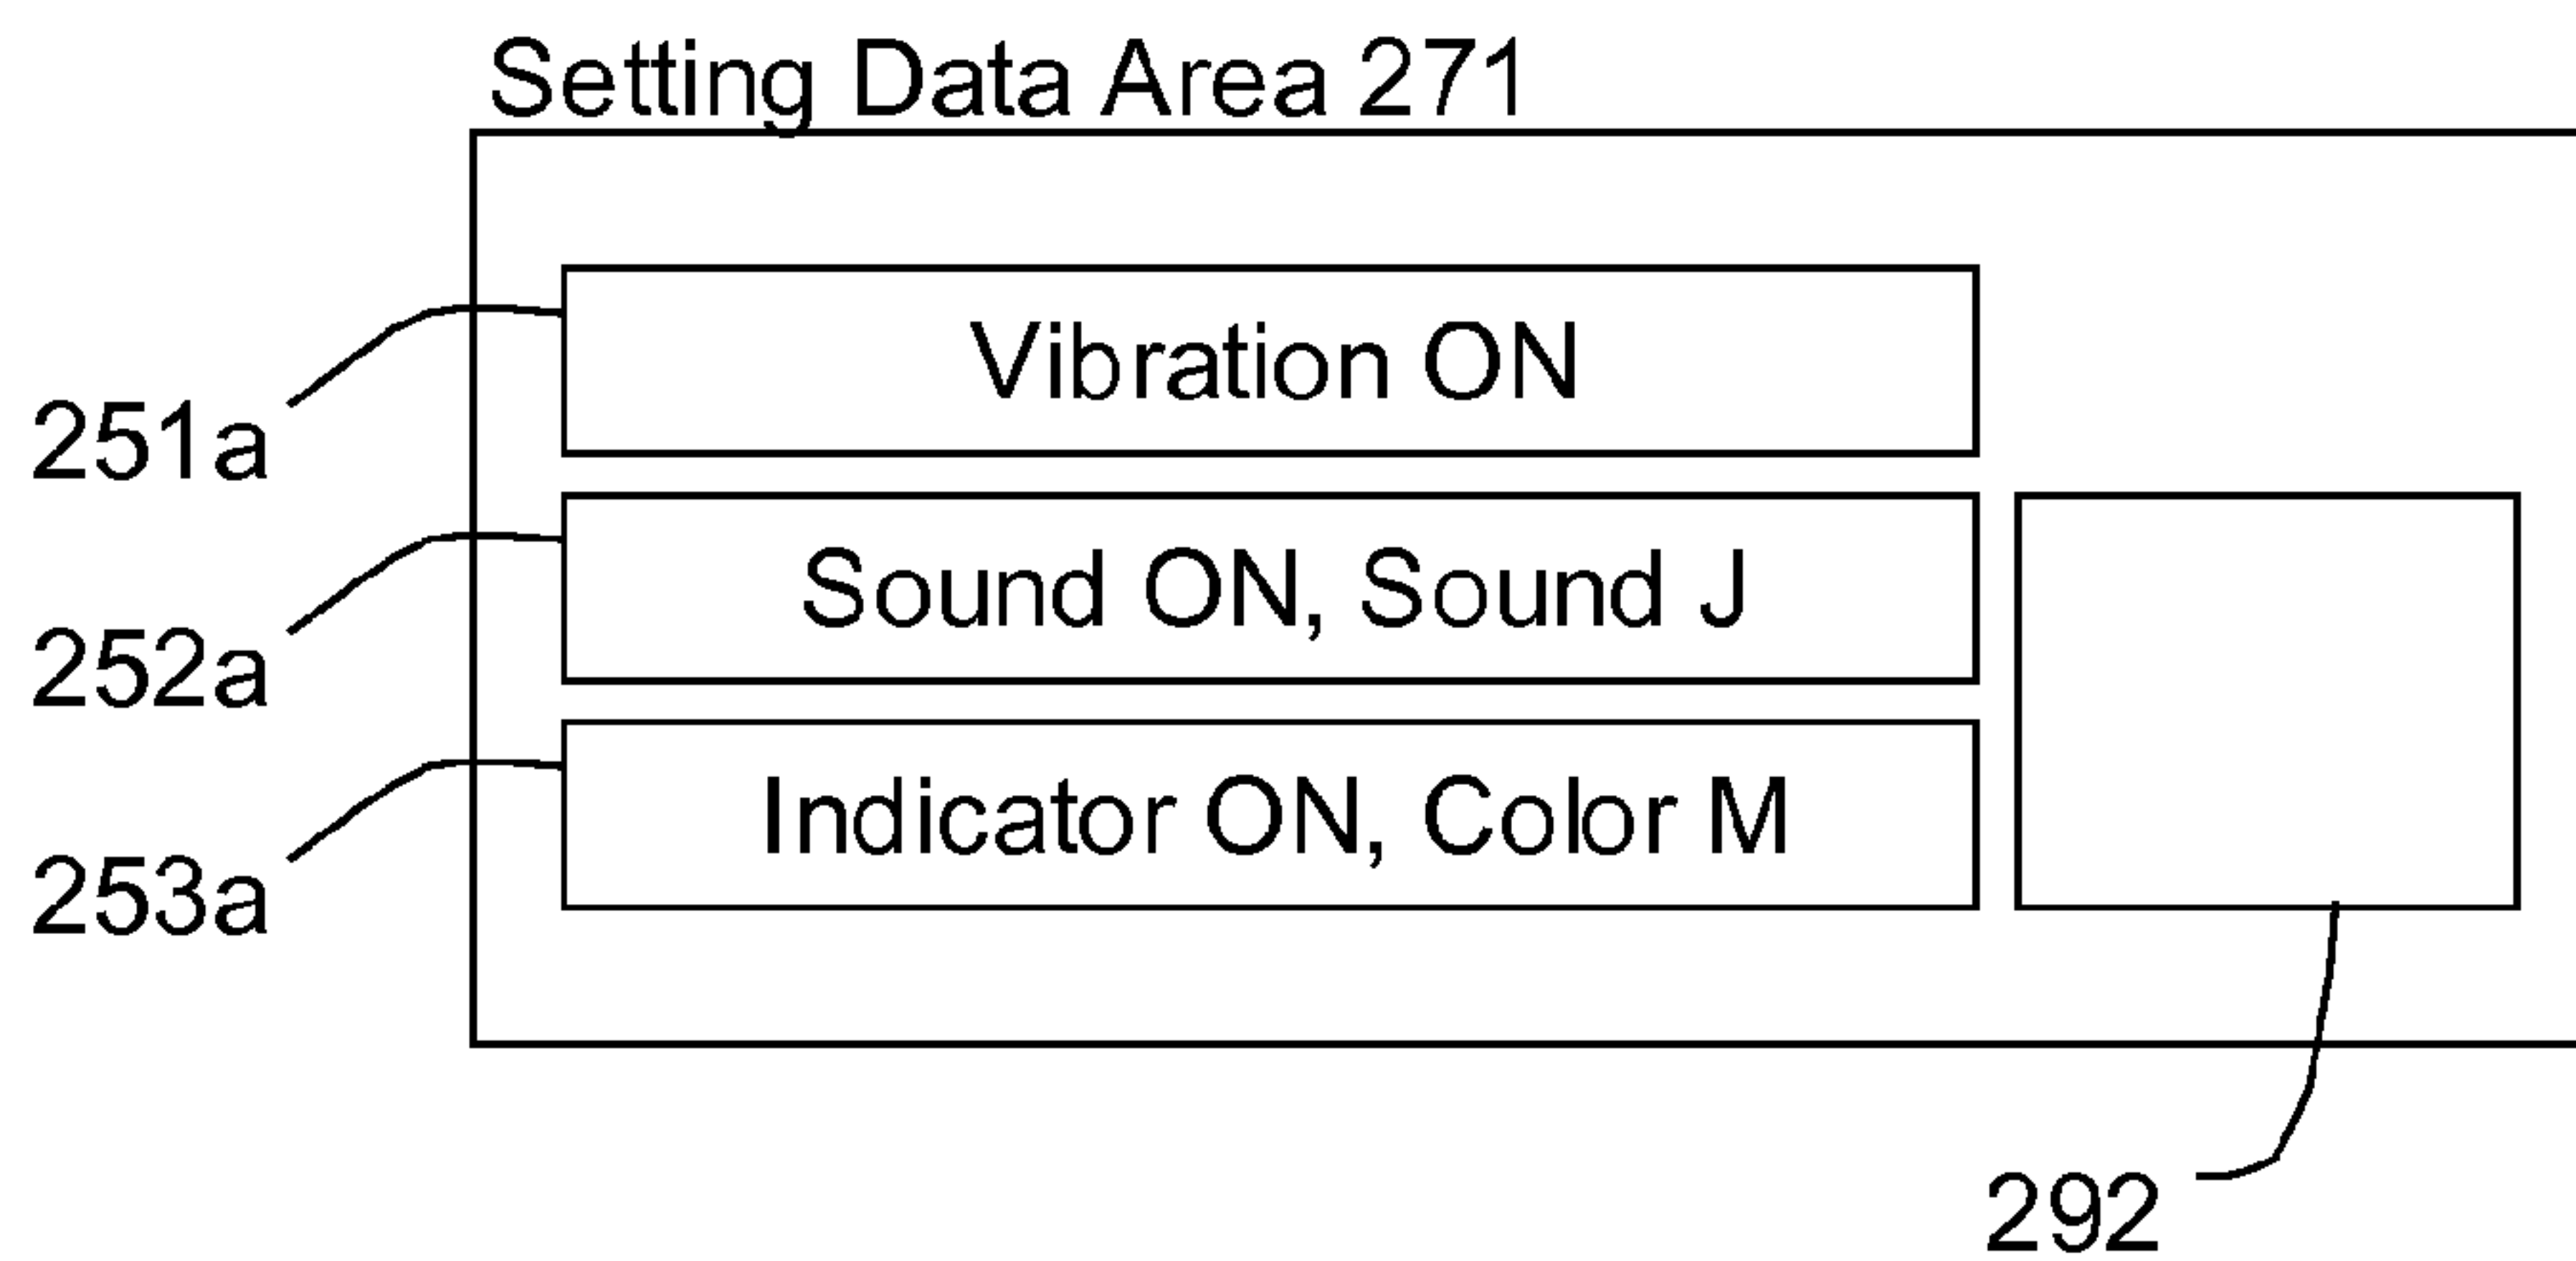 Setting Data Area 271
Vibration ON
251a
Sound ON, Sound J
252a
Indicator ON, Color M
253a
292